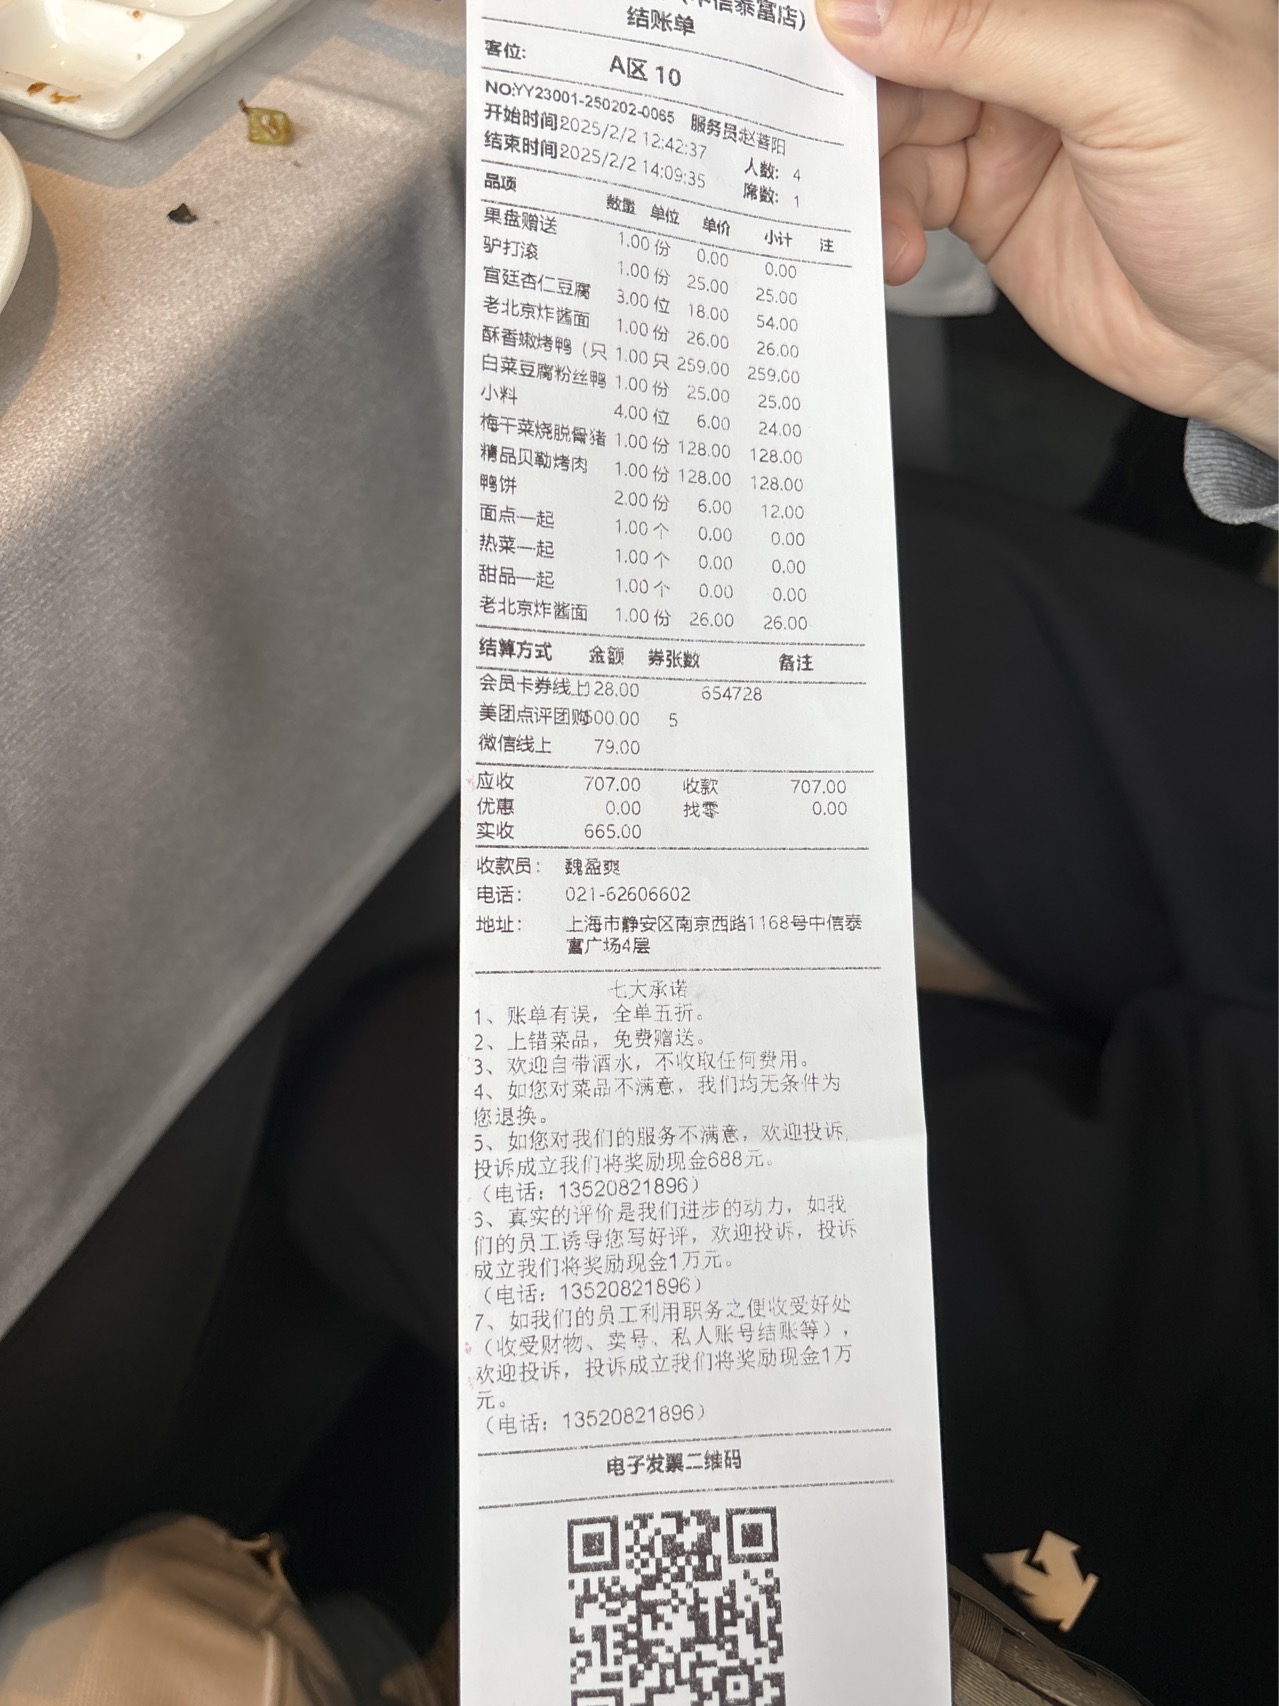 中信泰富店)
结账单
客位: A区 10
NO:YY23001-250202-0065 服务员:赵蕾阳
开始时间2025/2/2 12:42:37 人数: 4
结束时间2025/2/2 14:09:35 席数: 1
品项 数量 单位 单价 小计 注
果盘赠送 1.00 份 0.00 0.00
驴打滚 1.00 份 25.00 25.00
宫廷杏仁豆腐 3.00 位 18.00 54.00
老北京炸酱面 1.00 份 26.00 26.00
酥香嫩烤鸭（只 1.00 只 259.00 259.00
白菜豆腐粉丝鸭 1.00 份 25.00 25.00
小料 4.00 位 6.00 24.00
梅干菜烧脱骨猪 1.00 份 128.00 128.00
精品贝勒烤肉 1.00 份 128.00 128.00
鸭饼 2.00 份 6.00 12.00
面点一起 1.00 个 0.00 0.00
热菜一起 1.00 个 0.00 0.00
甜品一起 1.00 个 0.00 0.00
老北京炸酱面 1.00 份 26.00 26.00
结算方式 金额 券张数 备注
会员卡券线上 28.00 654728
美团点评团购 600.00 5
微信线上 79.00
应收 707.00 收款 707.00
优惠 0.00 找零 0.00
实收 665.00
收款员: 魏盈爽
电话: 021-62606602
地址: 上海市静安区南京西路1168号中信泰
富广场4层
七大承诺
1、账单有误，全单五折。
2、上错菜品，免费赠送。
3、欢迎自带酒水，不收取任何费用。
4、如您对菜品不满意，我们均无条件为
您退换。
5、如您对我们的服务不满意，欢迎投诉，
投诉成立我们将奖励现金688元。
（电话：13520821896）
6、真实的评价是我们进步的动力，如我
们的员工诱导您写好评，欢迎投诉，投诉
成立我们将奖励现金1万元。
（电话：13520821896）
7、如我们的员工利用职务之便收受好处
（收受财物、卖号、私人账号结账等），
欢迎投诉，投诉成立我们将奖励现金1万
元。
（电话：13520821896）
电子发票二维码